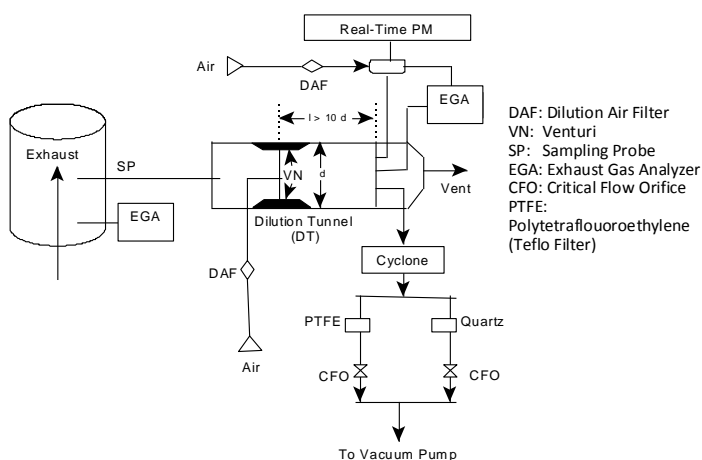 Real-Time PM
Air
DAF
EGA
l > 10 d
Exhaust
SP
VN
d
Vent
EGA
Dilution Tunnel
(DT)
DAF
Air
Cyclone
PTFE
Quartz
CFO
CFO
To Vacuum Pump
DAF: Dilution Air Filter
VN: Venturi
SP: Sampling Probe
EGA: Exhaust Gas Analyzer
CFO: Critical Flow Orifice
PTFE:
Polytetraflouoroethylene
(Teflo Filter)